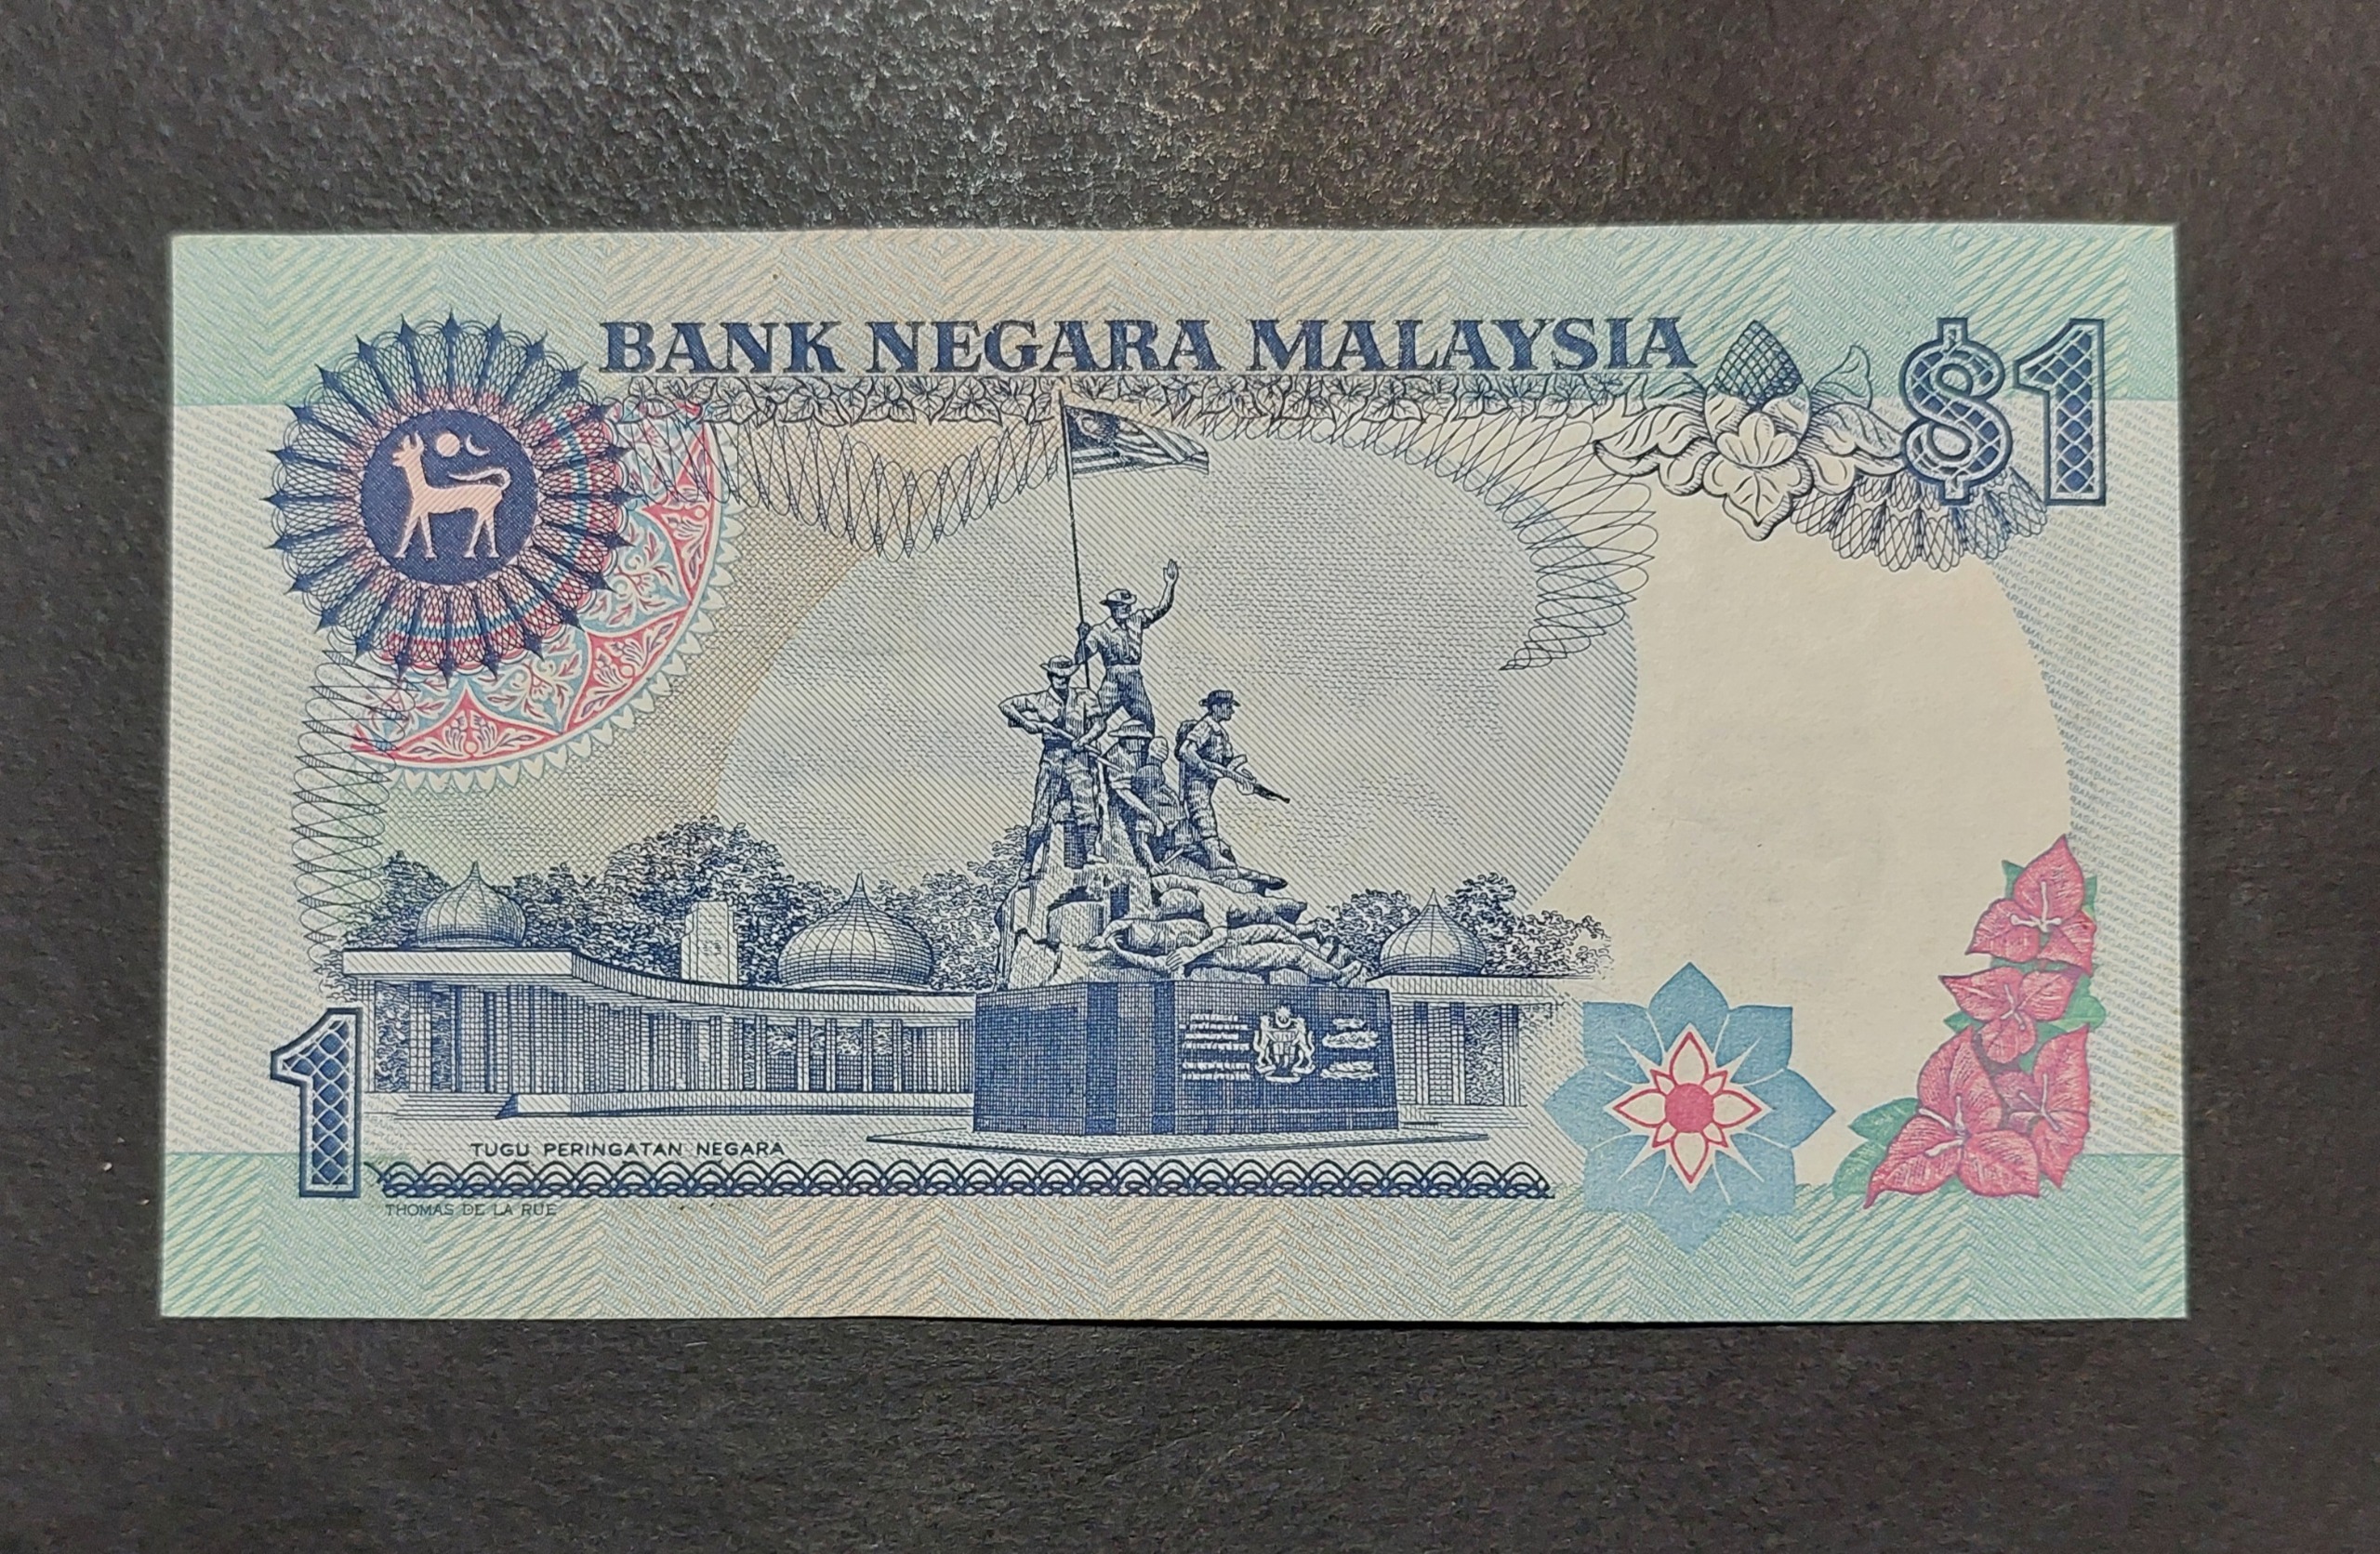 BANK NEGARA MALAYSIA
$1
1
TUGU PERINGATAN NEGARA
THOMAS DE LA RUE